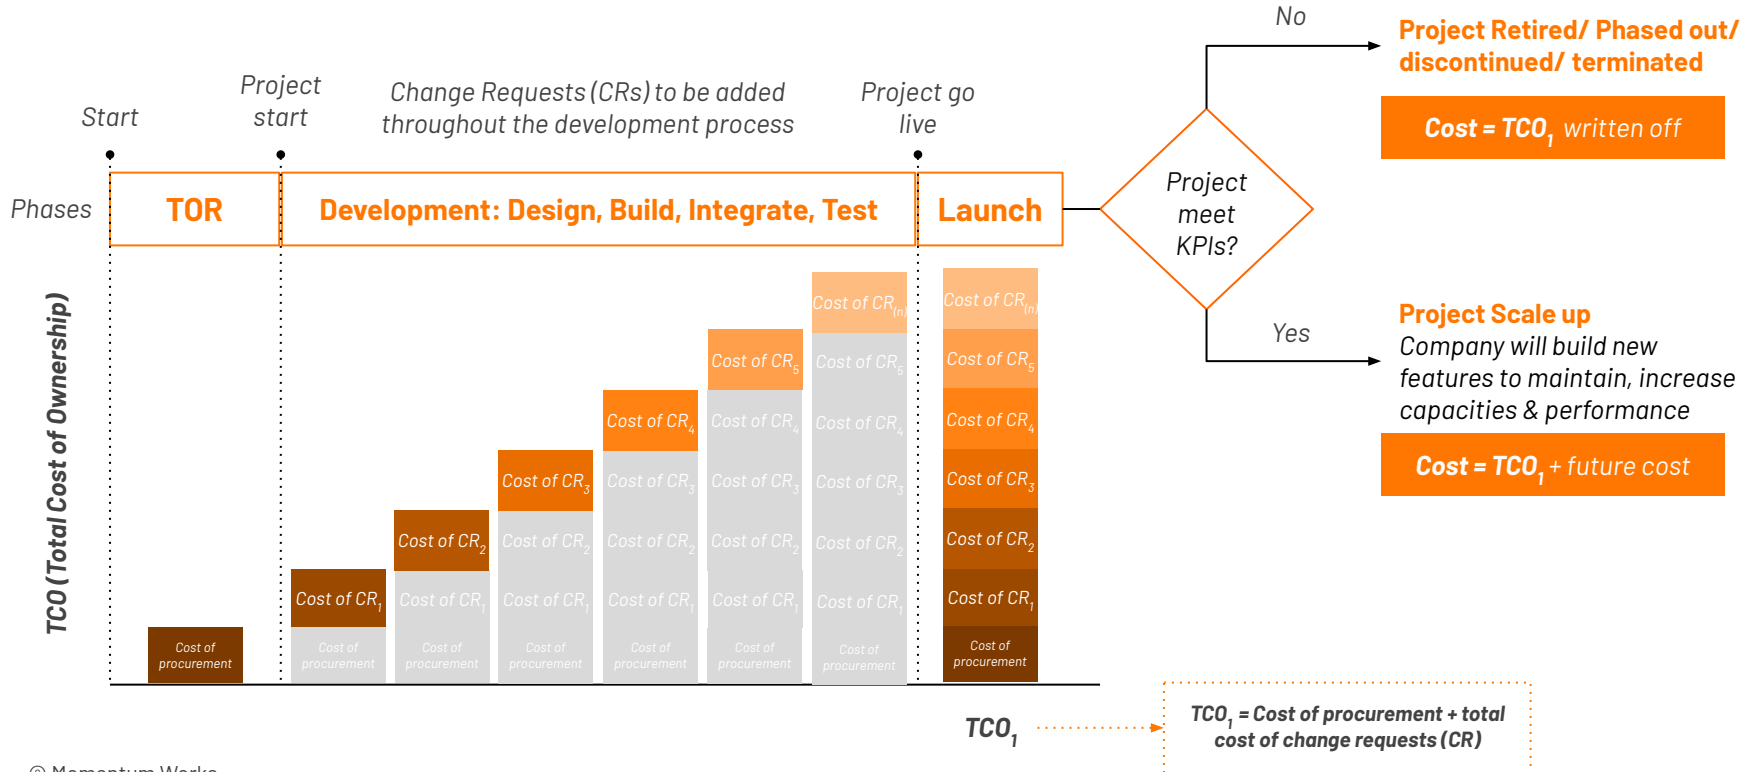 Start
Project
start
Change Requests (CRs) to be added
throughout the development process
Project go
live
Phases
TOR
Development: Design, Build, Integrate, Test
Launch
Project
meet
KPIs?
No
Project Retired/ Phased out/
discontinued/ terminated
Cost = TCO1 written off
Yes
Project Scale up
Company will build new
features to maintain, increase
capacities & performance
Cost = TCO1 + future cost
TCO (Total Cost of Ownership)
Cost of
procurement
Cost of CR1
Cost of
procurement
Cost of CR2
Cost of CR1
Cost of
procurement
Cost of CR3
Cost of CR2
Cost of CR1
Cost of
procurement
Cost of CR4
Cost of CR3
Cost of CR2
Cost of CR1
Cost of
procurement
Cost of CR5
Cost of CR4
Cost of CR3
Cost of CR2
Cost of CR1
Cost of
procurement
Cost of CR(n)
Cost of CR5
Cost of CR4
Cost of CR3
Cost of CR2
Cost of CR1
Cost of
procurement
Cost of CR(n)
Cost of CR5
Cost of CR4
Cost of CR3
Cost of CR2
Cost of CR1
Cost of
procurement
TCO1
TCO1 = Cost of procurement + total
cost of change requests (CR)
© Momentum Works